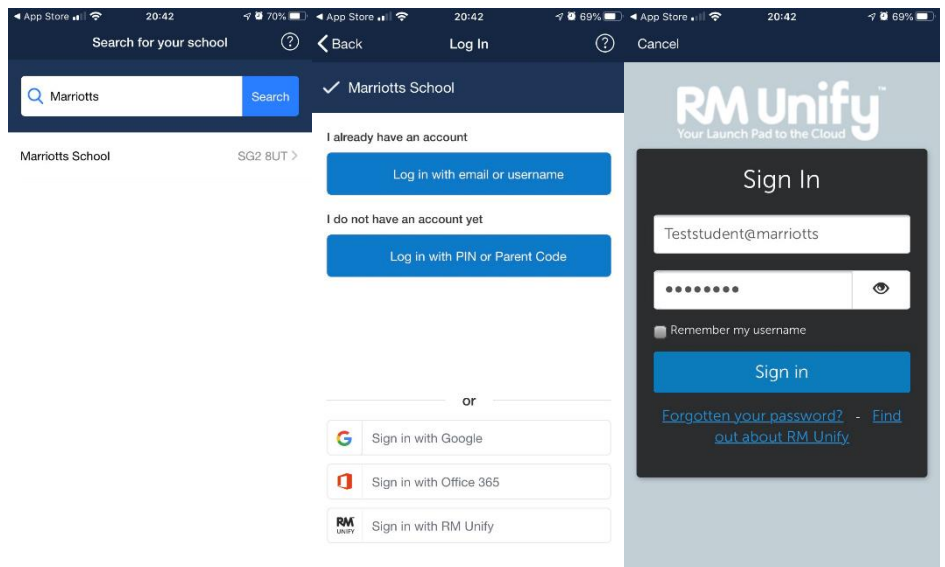 App Store 20:42 70%
Search for your school ?
Marriotts Search
Marriotts School SG2 8UT
App Store 20:42 69%
Back Log In ?
Marriotts School
I already have an account
Log in with email or username
I do not have an account yet
Log in with PIN or Parent Code
or
G Sign in with Google
Sign in with Office 365
RM UNIFY Sign in with RM Unify
App Store 20:42 69%
Cancel
RM Unify™
Your Launch Pad to the Cloud
Sign In
Teststudent@marriotts
••••••••
Remember my username
Sign in
Forgotten your password? - Find
out about RM Unify